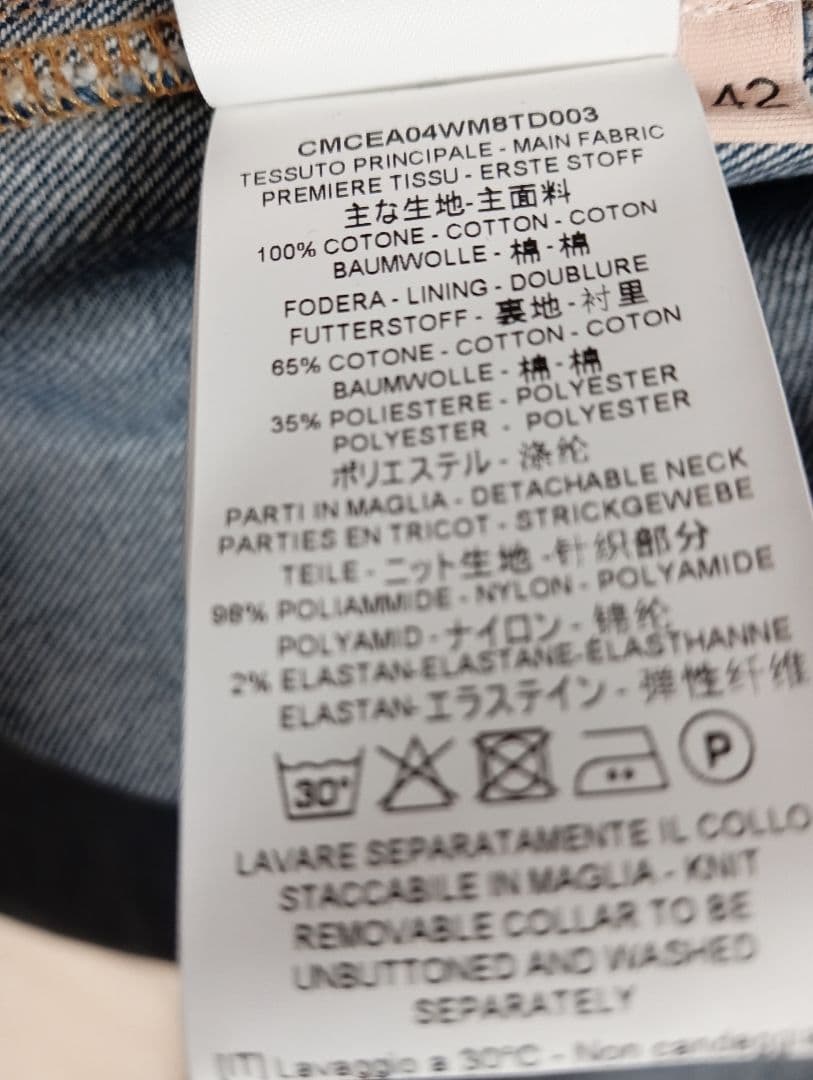 42
CMCEA04WM8TD003
TESSUTO PRINCIPALE - MAIN FABRIC
PREMIERE TISSU - ERSTE STOFF
主な生地-主面料
100% COTONE - COTTON - COTON
BAUMWOLLE - 棉 - 棉
FODERA - LINING - DOUBLURE
FUTTERSTOFF - 裏地 - 衬里
65% COTONE - COTTON - COTON
BAUMWOLLE - 棉 - 棉
35% POLIESTERE - POLYESTER
POLYESTER - POLYESTER
ポリエステル - 涤纶
PARTI IN MAGLIA - DETACHABLE NECK
PARTIES EN TRICOT - STRICKGEWEBE
TEILE - ニット生地 - 针织部分
98% POLIAMMIDE - NYLON - POLYAMIDE
POLYAMID - ナイロン - 锦纶
2% ELASTAN-ELASTANE-ELASTHANNE
ELASTAN-エラステイン - 弹性纤维
30° P
LAVARE SEPARATAMENTE IL COLLO
STACCABILE IN MAGLIA - KNIT
REMOVABLE COLLAR TO BE
UNBUTTONED AND WASHED
SEPARATELY
[IT] Lavaggio a 30°C - Non candeggia